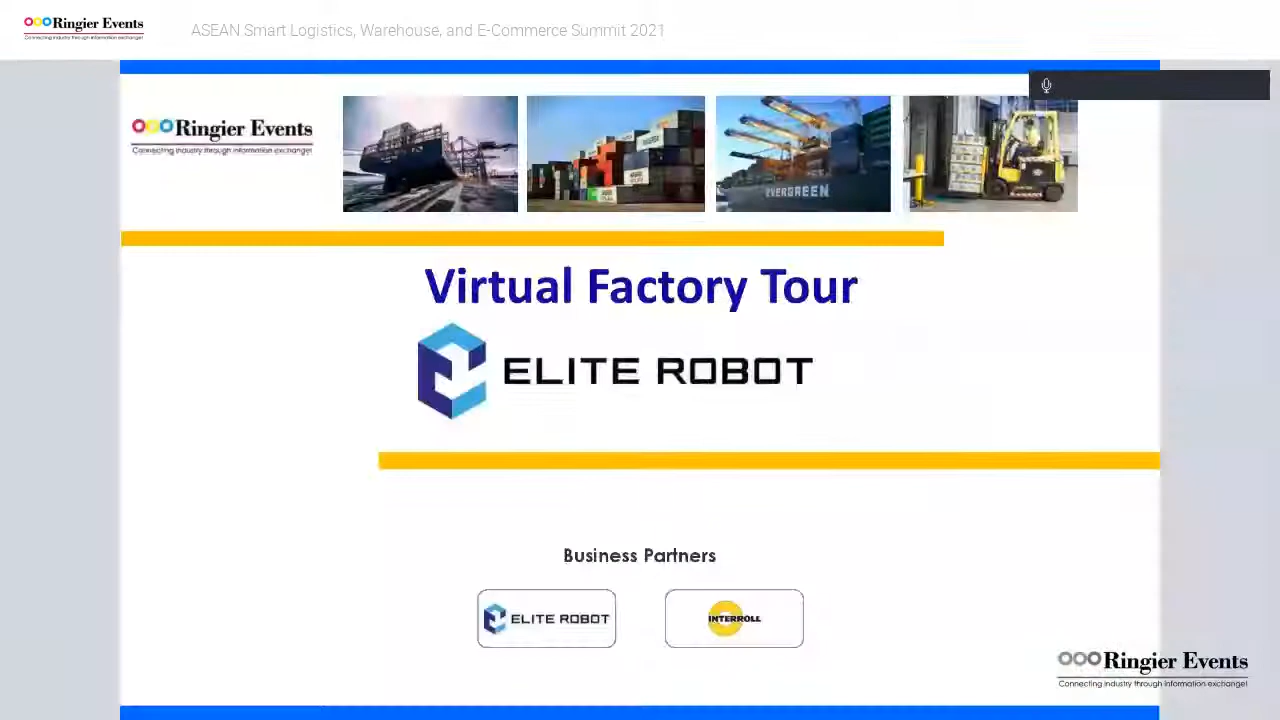 Ringier Events
Connecting industry through information exchange!
ASEAN Smart Logistics, Warehouse, and E-Commerce Summit 2021
Ringier Events
Connecting industry through information exchange!
EVERGREEN
Virtual Factory Tour
ELITE ROBOT
Business Partners
ELITE ROBOT
INTERROLL
Ringier Events
Connecting industry through information exchange!